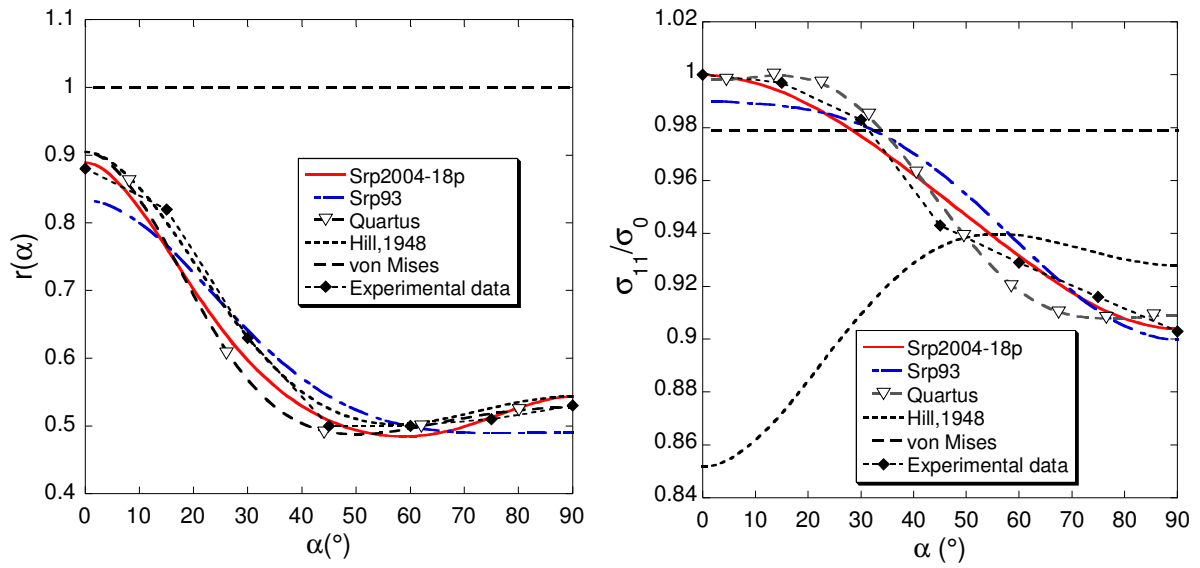 1.1
1
0.9
0.8
0.7
0.6
0.5
0.4
r(α)
0 10 20 30 40 50 60 70 80 90
α(°)
Srp2004-18p
Srp93
Quartus
Hill,1948
von Mises
Experimental data
1.02
1
0.98
0.96
0.94
0.92
0.9
0.88
0.86
0.84
σ11/σ0
0 10 20 30 40 50 60 70 80 90
α (°)
Srp2004-18p
Srp93
Quartus
Hill,1948
von Mises
Experimental data